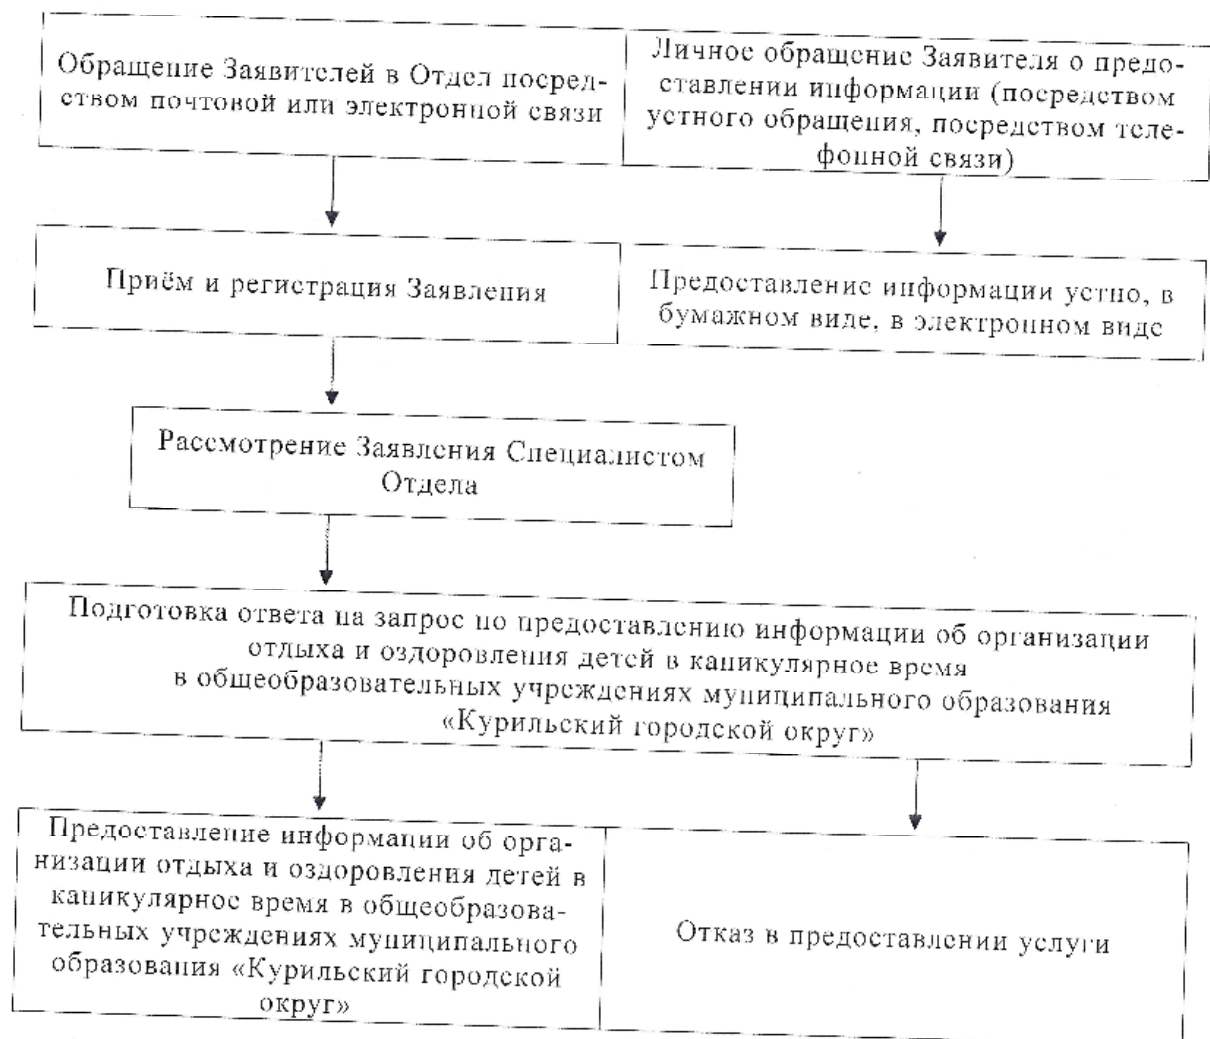 Обращение Заявителей в Отдел посред-
ством почтовой или электронной связи
Личное обращение Заявителя о предо-
ставлении информации (посредством
устного обращения, посредством теле-
фонной связи)
Приём и регистрация Заявления
Предоставление информации устно, в
бумажном виде, в электронном виде
Рассмотрение Заявления Специалистом
Отдела
Подготовка ответа на запрос по предоставлению информации об организации
отдыха и оздоровления детей в каникулярное время
в общеобразовательных учреждениях муниципального образования
«Курильский городской округ»
Предоставление информации об орга-
низации отдыха и оздоровления детей в
каникулярное время в общеобразова-
тельных учреждениях муниципального
образования «Курильский городской
округ»
Отказ в предоставлении услуги